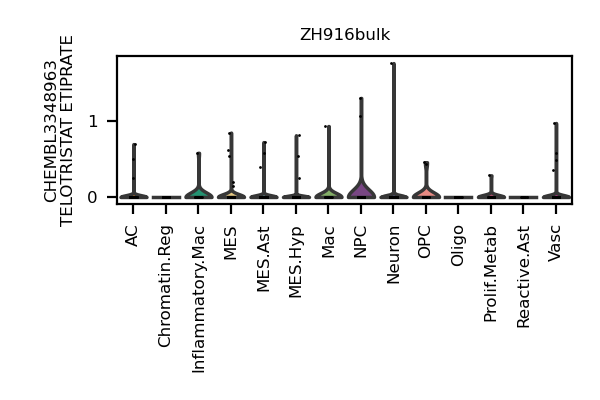 ZH916bulk
CHEMBL3348963
TELOTRISTAT ETIPRATE
1
0
AC
Chromatin.Reg
Inflammatory.Mac
MES
MES.Ast
MES.Hyp
Mac
NPC
Neuron
OPC
Oligo
Prolif.Metab
Reactive.Ast
Vasc